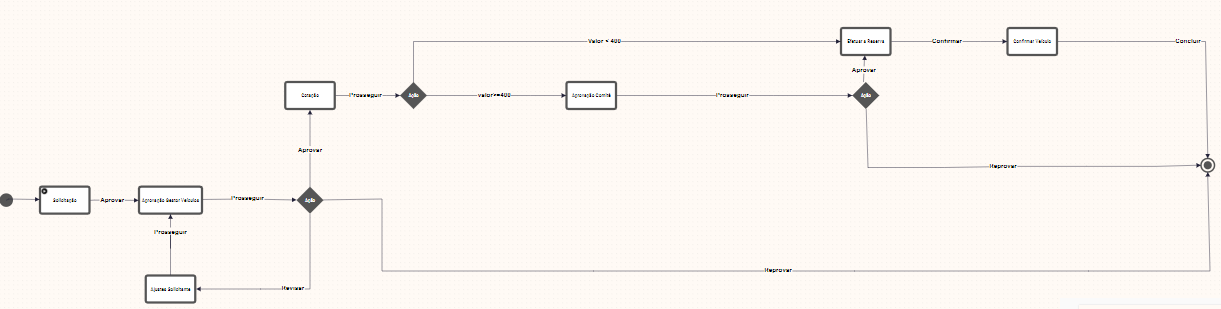 Valor < 400
Efetuar a Reserva
Confirmar
Confirmar Veículo
Concluir
Aprovar
Cotação
Prosseguir
Ação
valor>=400
Aprovação Comitê
Prosseguir
Ação
Aprovar
Reprovar
Solicitação
Aprovar
Aprovação Gestor Veículos
Prosseguir
Ação
Prosseguir
Reprovar
Ajustes Solicitante
Revisar